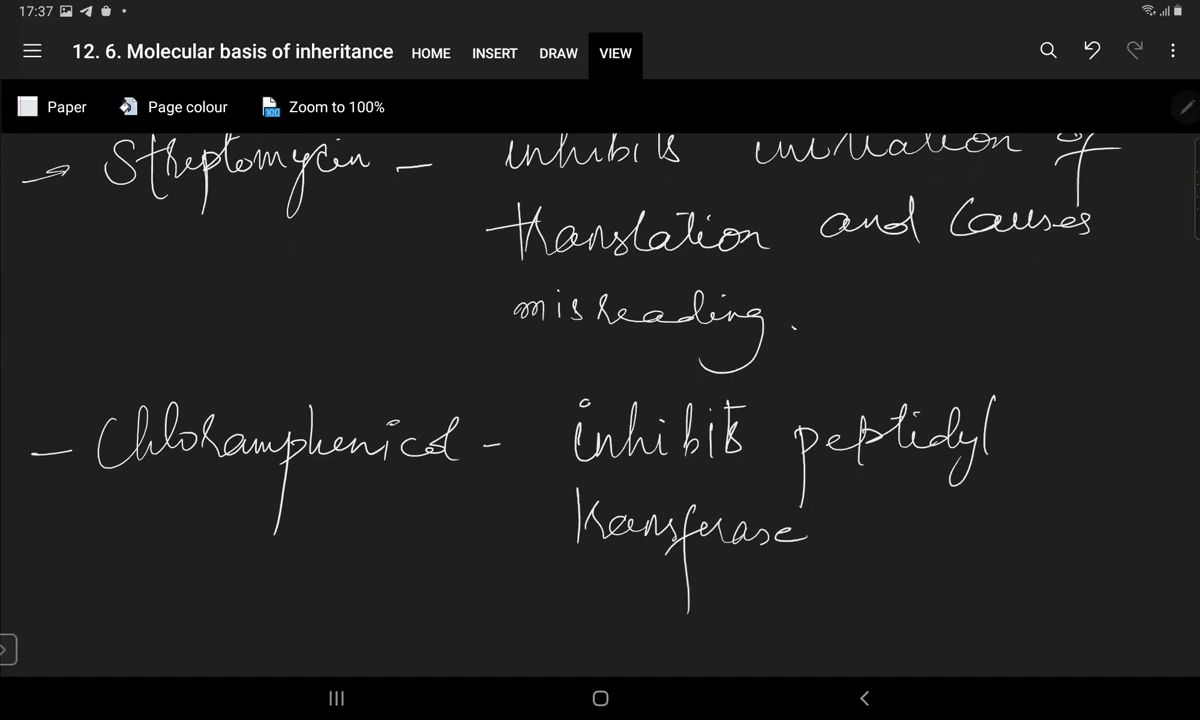 17:37
12. 6. Molecular basis of inheritance HOME INSERT DRAW VIEW
Paper Page colour 100 Zoom to 100%
→ Streptomycin - inhibits initiation of
translation and causes
misreading.
- Chloramphenicol - inhibits peptidyl
transferase